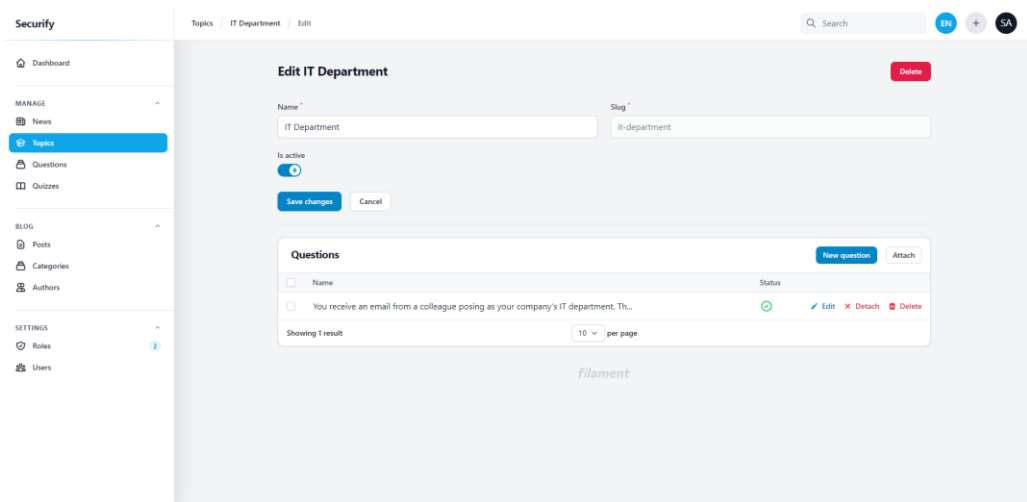 Securify
Topics / IT Department / Edit
Search
EN
+
SA
Dashboard
MANAGE
News
Topics
Questions
Quizzes
BLOG
Posts
Categories
Authors
SETTINGS
Roles 2
Users
Edit IT Department
Delete
Name * Slug *
IT Department it-department
Is active
Save changes Cancel
Questions New question Attach
Name Status
You receive an email from a colleague posing as your company's IT department. Th... Edit Detach Delete
Showing 1 result 10 per page
filament